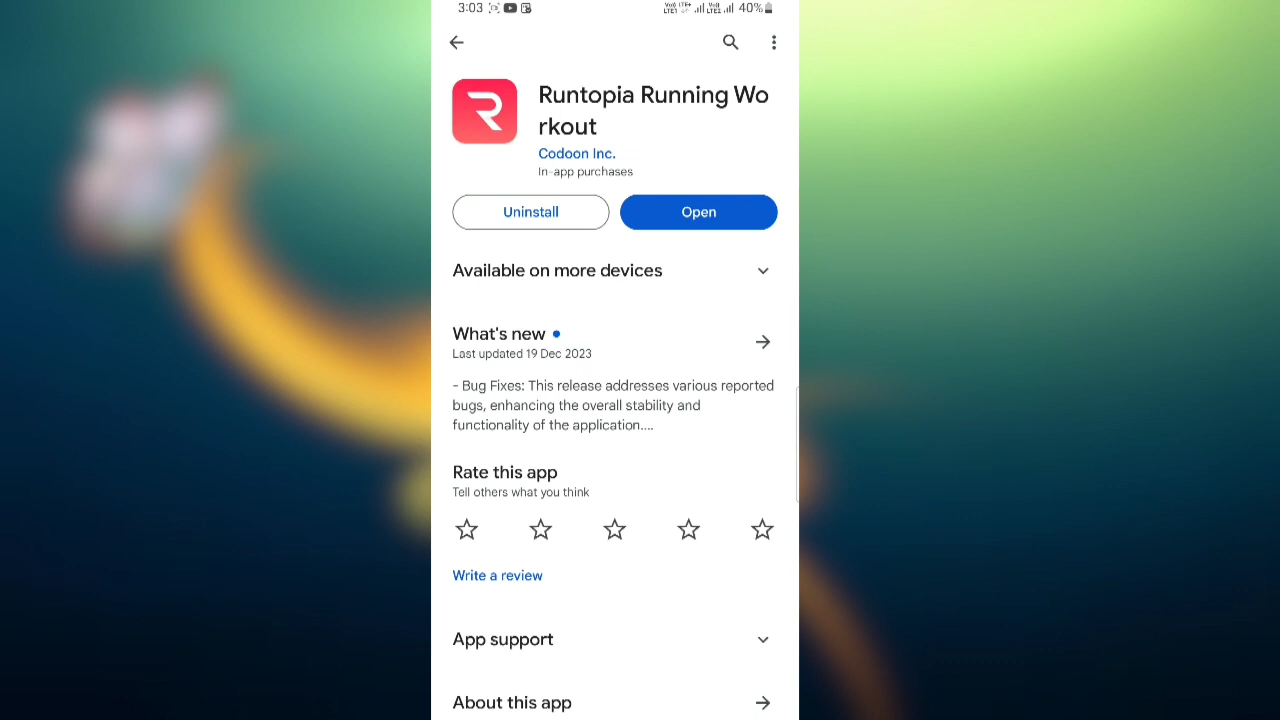 3:03
40%
Runtopia Running Wo
rkout
Codoon Inc.
In-app purchases
Uninstall
Open
Available on more devices
What's new
Last updated 19 Dec 2023
- Bug Fixes: This release addresses various reported
bugs, enhancing the overall stability and
functionality of the application....
Rate this app
Tell others what you think
Write a review
App support
About this app